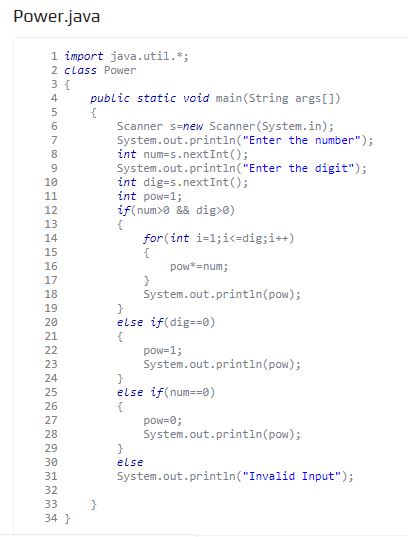 Power.java
1 import java.util.*;
2 class Power
3 {
4     public static void main(String args[])
5     {
6         Scanner s=new Scanner(System.in);
7         System.out.println("Enter the number");
8         int num=s.nextInt();
9         System.out.println("Enter the digit");
10         int dig=s.nextInt();
11         int pow=1;
12         if(num>0 && dig>0)
13         {
14             for(int i=1;i<=dig;i++)
15             {
16                 pow*=num;
17             }
18             System.out.println(pow);
19         }
20         else if(dig==0)
21         {
22             pow=1;
23             System.out.println(pow);
24         }
25         else if(num==0)
26         {
27             pow=0;
28             System.out.println(pow);
29         }
30         else
31         System.out.println("Invalid Input");
32
33     }
34 }